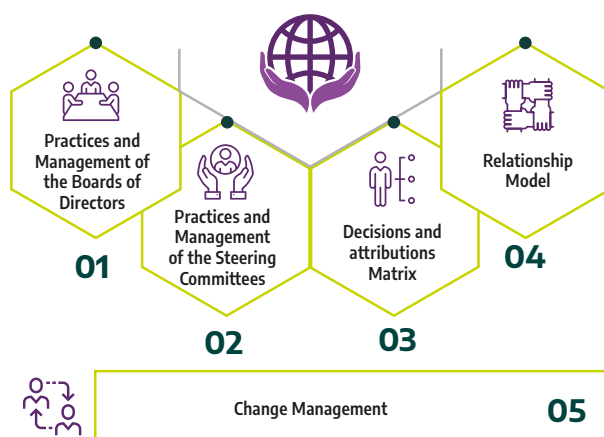 Practices and
Management of
the Boards of
Directors
01
Practices and
Management
of the Steering
Committees
02
Decisions and
attributions
Matrix
03
Relationship
Model
04
Change Management
05